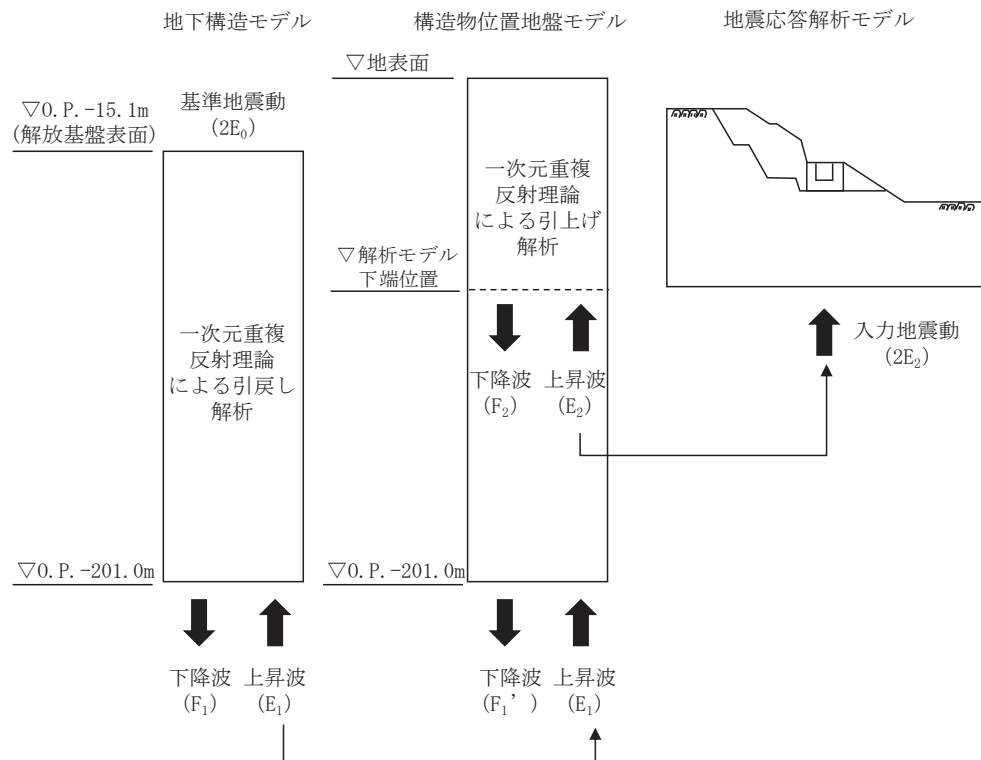 地下構造モデル
▽O.P.-15.1m
(解放基盤表面)
基準地震動
(2E₀)
一次元重複
反射理論
による引戻し
解析
▽O.P.-201.0m
下降波
(F₁)
上昇波
(E₁)
構造物位置地盤モデル
▽地表面
一次元重複
反射理論
による引上げ
解析
▽解析モデル
下端位置
下降波
(F₂)
上昇波
(E₂)
▽O.P.-201.0m
下降波
(F₁’)
上昇波
(E₁)
地震応答解析モデル
入力地震動
(2E₂)